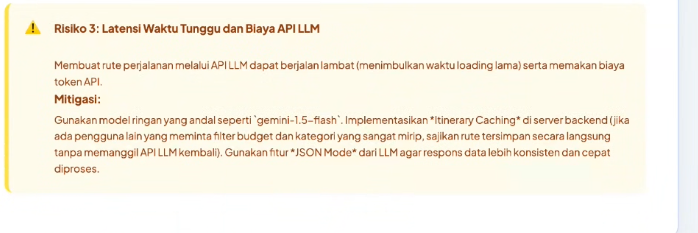 Risiko 3: Latensi Waktu Tunggu dan Biaya API LLM
Membuat rute perjalanan melalui API LLM dapat berjalan lambat (menimbulkan waktu loading lama) serta memakan biaya
token API.
Mitigasi:
Gunakan model ringan yang andal seperti `gemini-1.5-flash`. Implementasikan *Itinerary Caching* di server backend (jika
ada pengguna lain yang meminta filter budget dan kategori yang sangat mirip, sajikan rute tersimpan secara langsung
tanpa memanggil API LLM kembali). Gunakan fitur *JSON Mode* dari LLM agar respons data lebih konsisten dan cepat
diproses.